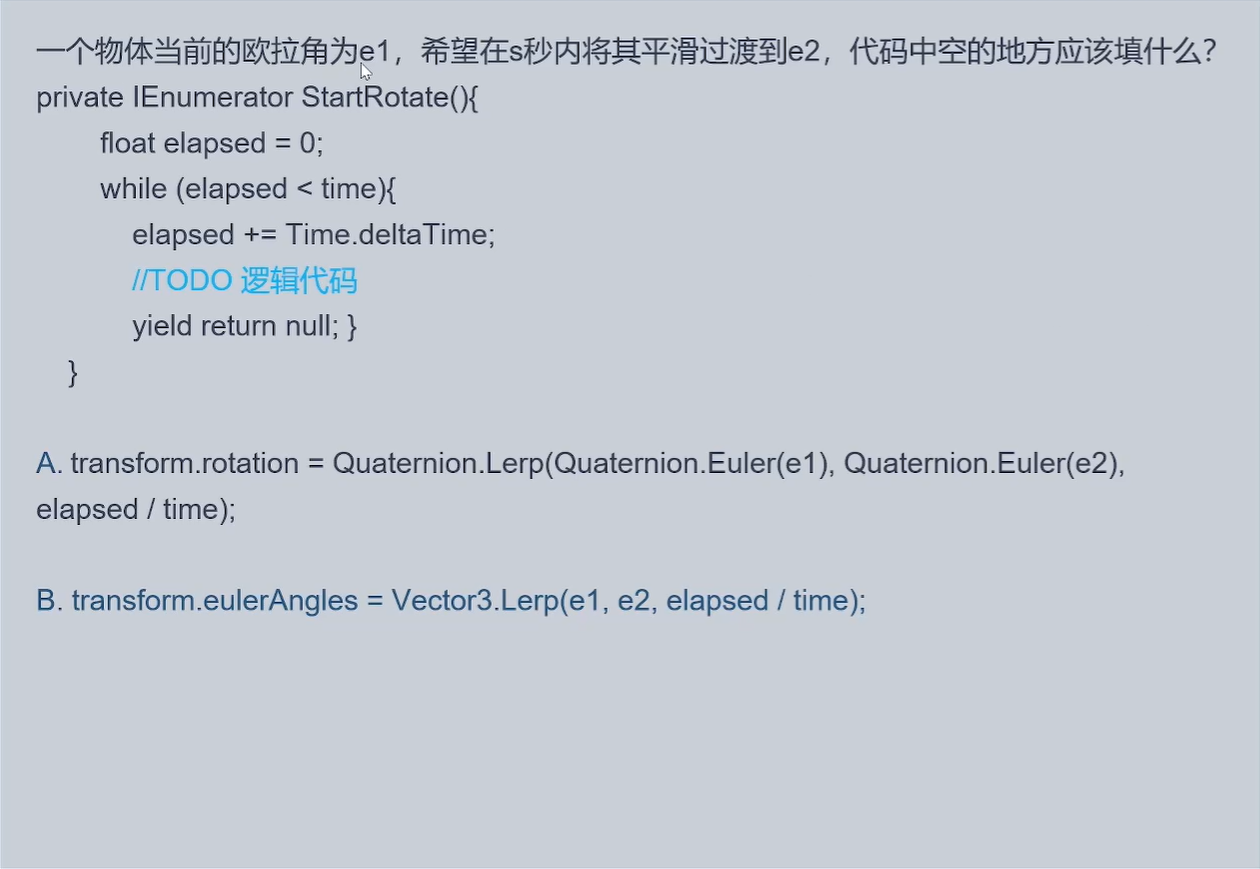 一个物体当前的欧拉角为e1，希望在s秒内将其平滑过渡到e2，代码中空的地方应该填什么？
private IEnumerator StartRotate(){
float elapsed = 0;
while (elapsed < time){
elapsed += Time.deltaTime;
//TODO 逻辑代码
yield return null; }
}
A. transform.rotation = Quaternion.Lerp(Quaternion.Euler(e1), Quaternion.Euler(e2),
elapsed / time);
B. transform.eulerAngles = Vector3.Lerp(e1, e2, elapsed / time);